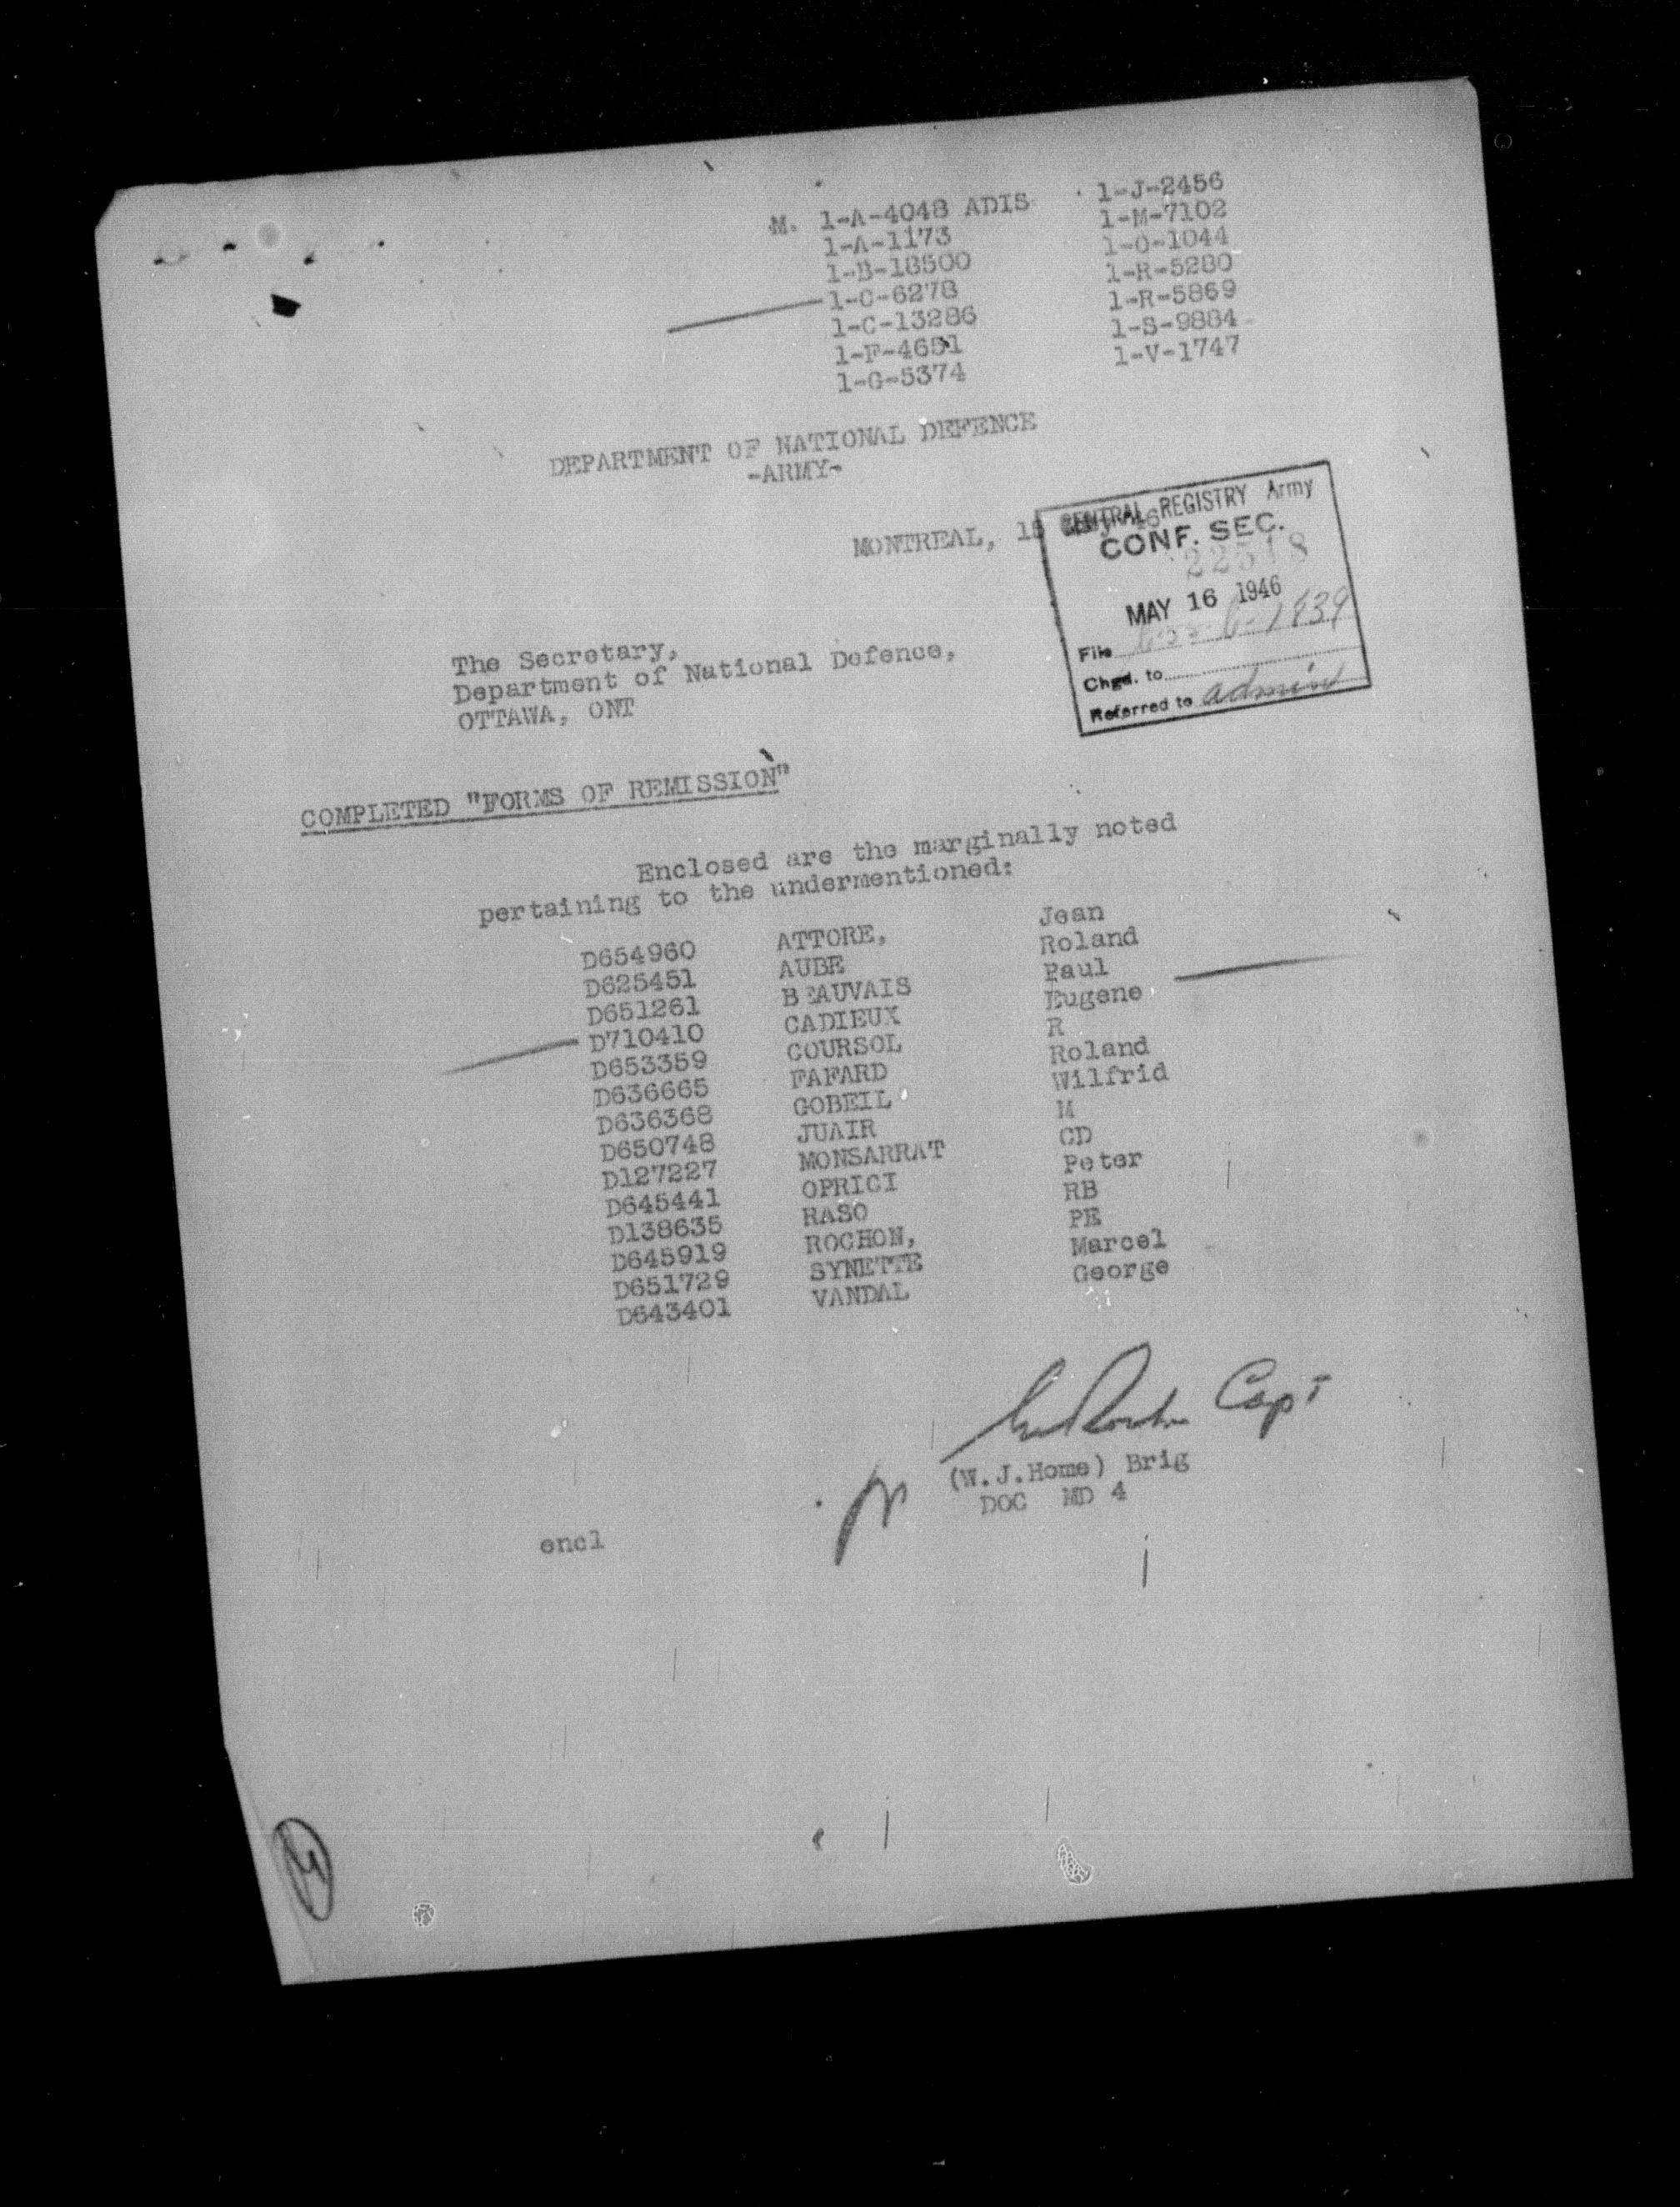 M. 1-A-4048 ADIS 1-J-2456
1-A-1173 1-M-7102
1-B-18500 1-O-1044
1-C-6278 1-R-5280
1-C-13286 1-R-5869
1-F-4651 1-S-9884
1-G-5374 1-V-1747
DEPARTMENT OF NATIONAL DEFENCE
-ARMY-
MONTREAL, 15
CENTRAL REGISTRY Army
CONF. SEC.
22518
MAY 16 1946
File
Chgd. to
Referred to admin
The Secretary,
Department of National Defence,
OTTAWA, ONT
COMPLETED "FORMS OF REMISSION"
Enclosed are the marginally noted
pertaining to the undermentioned:
D654960 ATTORE, Jean
D625451 AUBE Roland
D651261 BEAUVAIS Paul
D710410 CADIEUX Eugene
D653359 COURSOL R
D636665 FAFARD Roland
D636368 GOBEIL Wilfrid
D650748 JUAIR M
D127227 MONSARRAT CD
D645441 OPRICI Peter
D138635 RASO RB
D645919 ROCHON, PE
D651729 SYNETTE Marcel
D643401 VANDAL George
Capt
(W.J.Home) Brig
DOC MD 4
encl